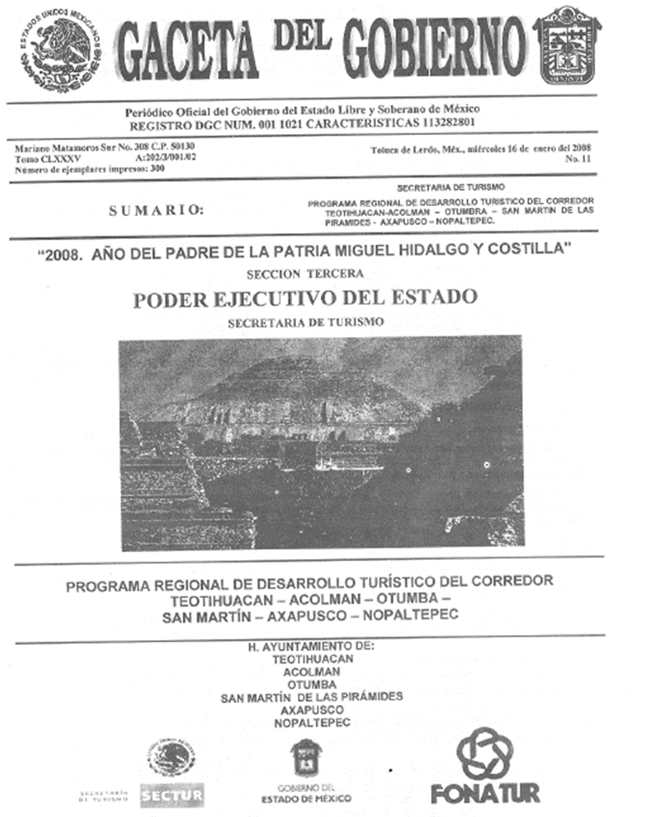 ESTADOS UNIDOS MEXICANOS
GACETA DEL GOBIERNO
Periódico Oficial del Gobierno del Estado Libre y Soberano de México
REGISTRO DGC NUM. 001 1021 CARACTERISTICAS 113282801
Mariano Matamoros Sur No. 308 C.P. 50130
Tomo CLXXXV A:202/3/001/02
Número de ejemplares impresos: 300
Toluca de Lerdo, Méx., miércoles 16 de enero del 2008
No. 11
SUMARIO:
SECRETARIA DE TURISMO
PROGRAMA REGIONAL DE DESARROLLO TURISTICO DEL CORREDOR
TEOTIHUACAN-ACOLMAN – OTUMBRA – SAN MARTIN DE LAS
PIRAMIDES - AXAPUSCO – NOPALTEPEC.
"2008. AÑO DEL PADRE DE LA PATRIA MIGUEL HIDALGO Y COSTILLA"
SECCION TERCERA
PODER EJECUTIVO DEL ESTADO
SECRETARIA DE TURISMO
PROGRAMA REGIONAL DE DESARROLLO TURÍSTICO DEL CORREDOR
TEOTIHUACAN – ACOLMAN – OTUMBA –
SAN MARTÍN – AXAPUSCO – NOPALTEPEC
H. AYUNTAMIENTO DE:
TEOTIHUACAN
ACOLMAN
OTUMBA
SAN MARTÍN DE LAS PIRÁMIDES
AXAPUSCO
NOPALTEPEC
SECRETARÍA
DE TURISMO
SECTUR
GOBIERNO DEL
ESTADO DE MÉXICO
FONATUR